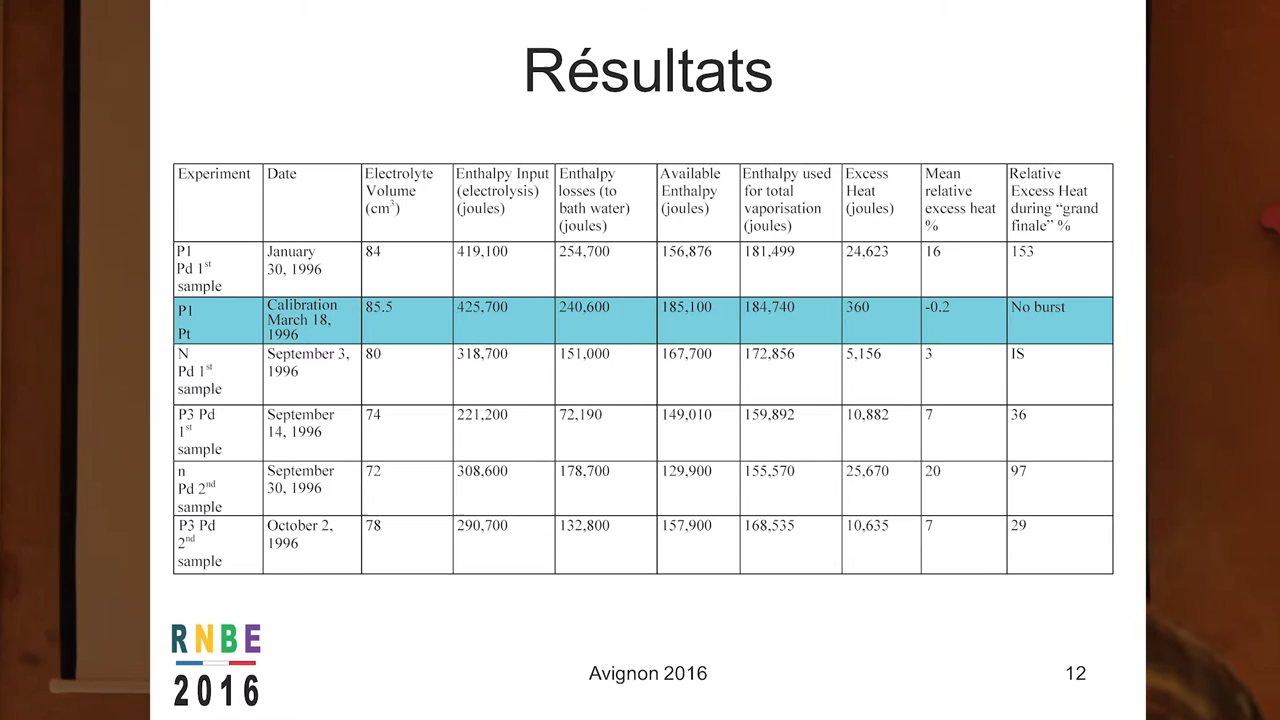 Résultats
Experiment Date Electrolyte Volume (cm³) Enthalpy Input (electrolysis) (joules) Enthalpy losses (to bath water) (joules) Available Enthalpy (joules) Enthalpy used for total vaporisation (joules) Excess Heat (joules) Mean relative excess heat % Relative Excess Heat during “grand finale” %
P1 Pd 1st sample January 30, 1996 84 419,100 254,700 156,876 181,499 24,623 16 153
P1 Pt Calibration March 18, 1996 85.5 425,700 240,600 185,100 184,740 360 -0.2 No burst
N Pd 1st sample September 3, 1996 80 318,700 151,000 167,700 172,856 5,156 3 IS
P3 Pd 1st sample September 14, 1996 74 221,200 72,190 149,010 159,892 10,882 7 36
n Pd 2nd sample September 30, 1996 72 308,600 178,700 129,900 155,570 25,670 20 97
P3 Pd 2nd sample October 2, 1996 78 290,700 132,800 157,900 168,535 10,635 7 29
RNBE
2016
Avignon 2016
12